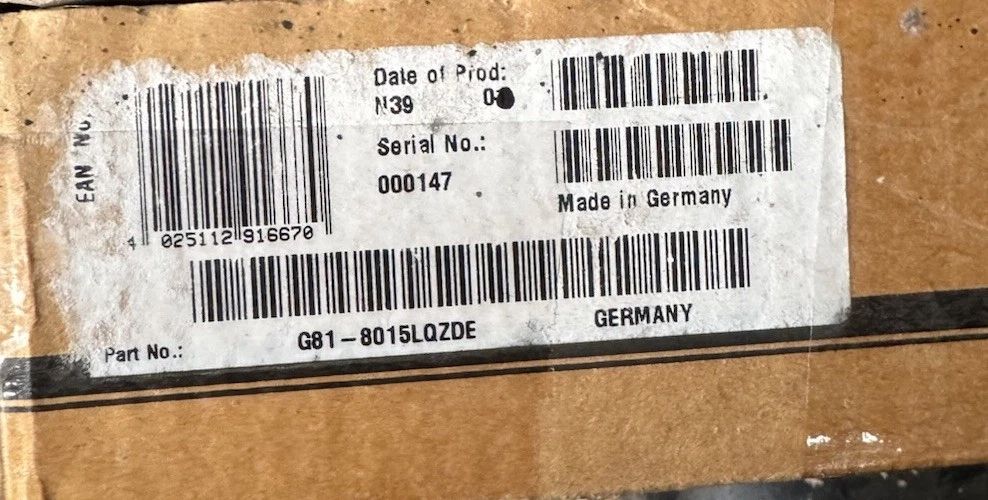 EAN No.
Date of Prod:
N39
Serial No.:
000147
Made in Germany
4 025112 916670
G81-8015LQZDE
GERMANY
Part No.: